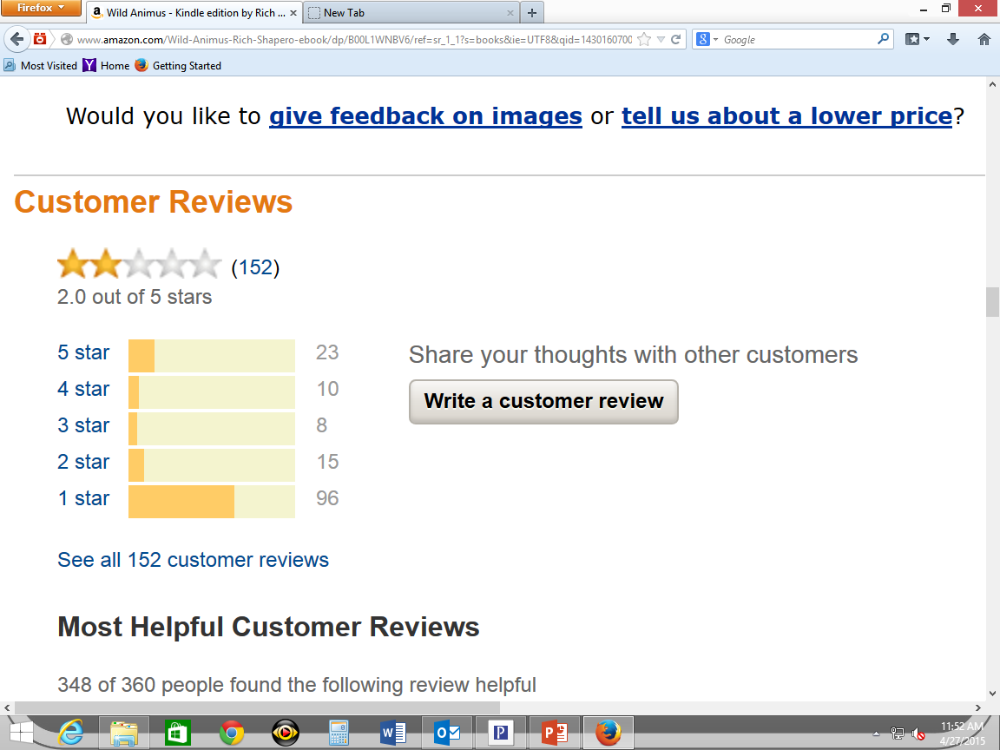 Firefox
Wild Animus - Kindle edition by Rich ...
New Tab
www.amazon.com/Wild-Animus-Rich-Shapero-ebook/dp/B00L1WNBV6/ref=sr_1_1?s=books&ie=UTF8&qid=1430160700
Google
Most Visited Home Getting Started
Would you like to give feedback on images or tell us about a lower price?
Customer Reviews
(152)
2.0 out of 5 stars
5 star 23
4 star 10
3 star 8
2 star 15
1 star 96
Share your thoughts with other customers
Write a customer review
See all 152 customer reviews
Most Helpful Customer Reviews
348 of 360 people found the following review helpful
11:52 AM
4/27/2015